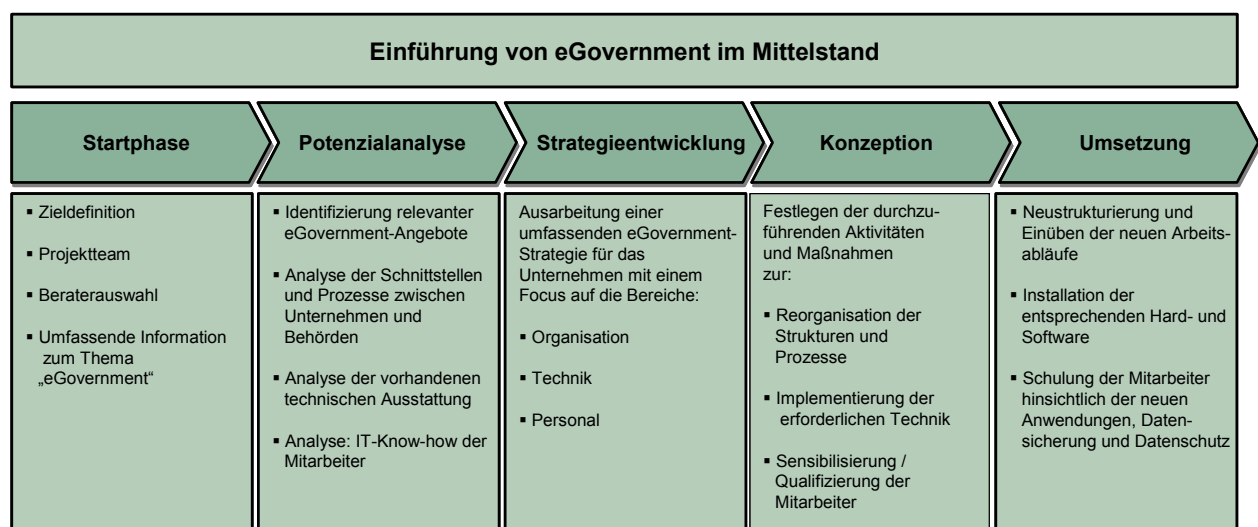 Einführung von eGovernment im Mittelstand
Startphase
Potenzialanalyse
Strategieentwicklung
Konzeption
Umsetzung
▪ Zieldefinition
▪ Projektteam
▪ Beraterauswahl
▪ Umfassende Information
zum Thema
„eGovernment“
▪ Identifizierung relevanter
eGovernment-Angebote
▪ Analyse der Schnittstellen
und Prozesse zwischen
Unternehmen und
Behörden
▪ Analyse der vorhandenen
technischen Ausstattung
▪ Analyse: IT-Know-how der
Mitarbeiter
Ausarbeitung einer
umfassenden eGovernment-
Strategie für das
Unternehmen mit einem
Focus auf die Bereiche:
▪ Organisation
▪ Technik
▪ Personal
Festlegen der durchzu-
führenden Aktivitäten
und Maßnahmen
zur:
▪ Reorganisation der
Strukturen und
Prozesse
▪ Implementierung der
erforderlichen Technik
▪ Sensibilisierung /
Qualifizierung der
Mitarbeiter
▪ Neustrukturierung und
Einüben der neuen Arbeits-
abläufe
▪ Installation der
entsprechenden Hard- und
Software
▪ Schulung der Mitarbeiter
hinsichtlich der neuen
Anwendungen, Daten-
sicherung und Datenschutz